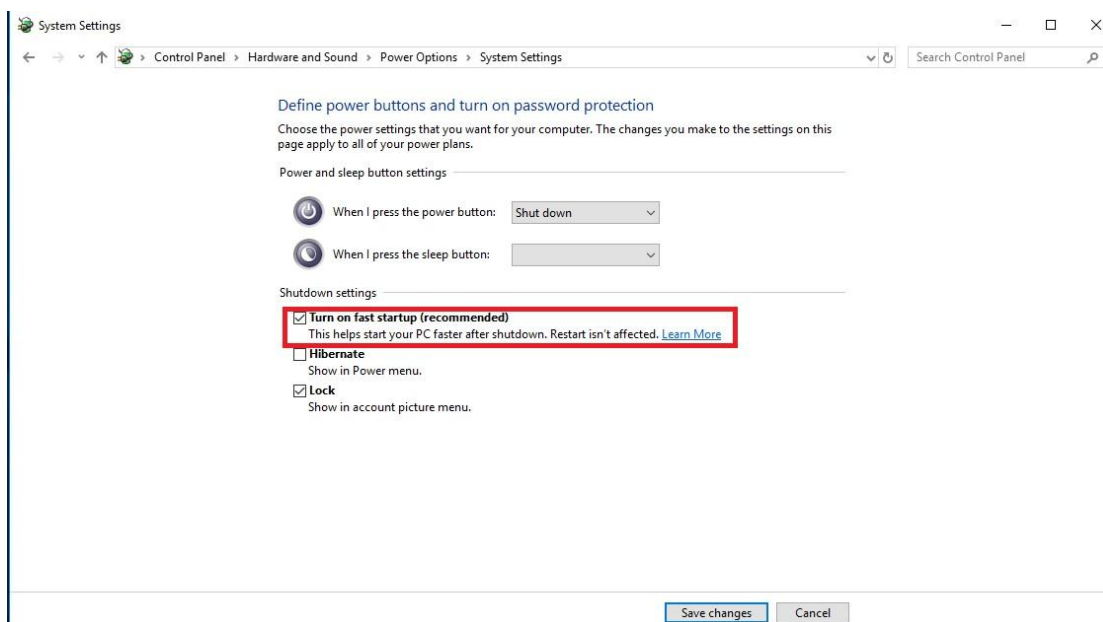 System Settings
Control Panel > Hardware and Sound > Power Options > System Settings
Search Control Panel
Define power buttons and turn on password protection
Choose the power settings that you want for your computer. The changes you make to the settings on this
page apply to all of your power plans.
Power and sleep button settings
When I press the power button: Shut down
When I press the sleep button:
Shutdown settings
Turn on fast startup (recommended)
This helps start your PC faster after shutdown. Restart isn't affected. Learn More
Hibernate
Show in Power menu.
Lock
Show in account picture menu.
Save changes Cancel